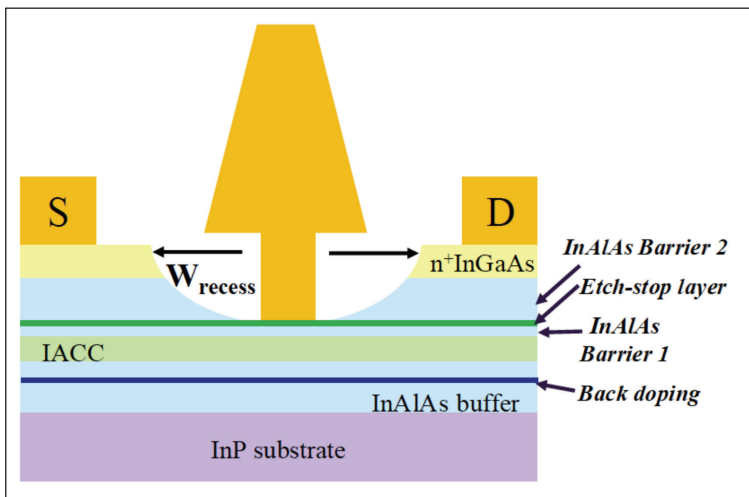 S
D
W recess
n+InGaAs
InAlAs Barrier 2
Etch-stop layer
InAlAs
Barrier 1
IACC
Back doping
InAlAs buffer
InP substrate